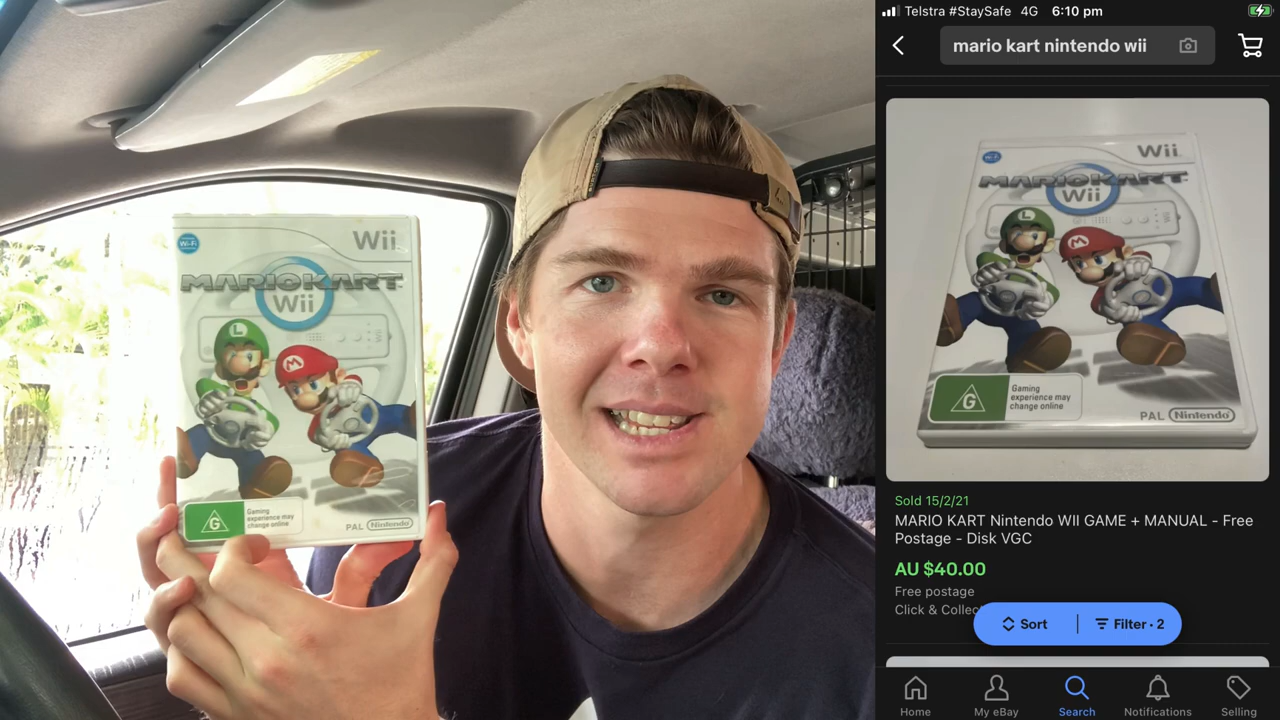 Wi-Fi
Wii
MARIOKART
Wii
L
M
G
Gaming
experience may
change online
PAL Nintendo
Telstra #StaySafe 4G 6:10 pm
mario kart nintendo wii
Wii
MARIOKART
Wii
L
M
G
Gaming
experience may
change online
PAL Nintendo
Sold 15/2/21
MARIO KART Nintendo WII GAME + MANUAL - Free
Postage - Disk VGC
AU $40.00
Free postage
Click & Collec
Sort
Filter · 2
Home
My eBay
Search
Notifications
Selling